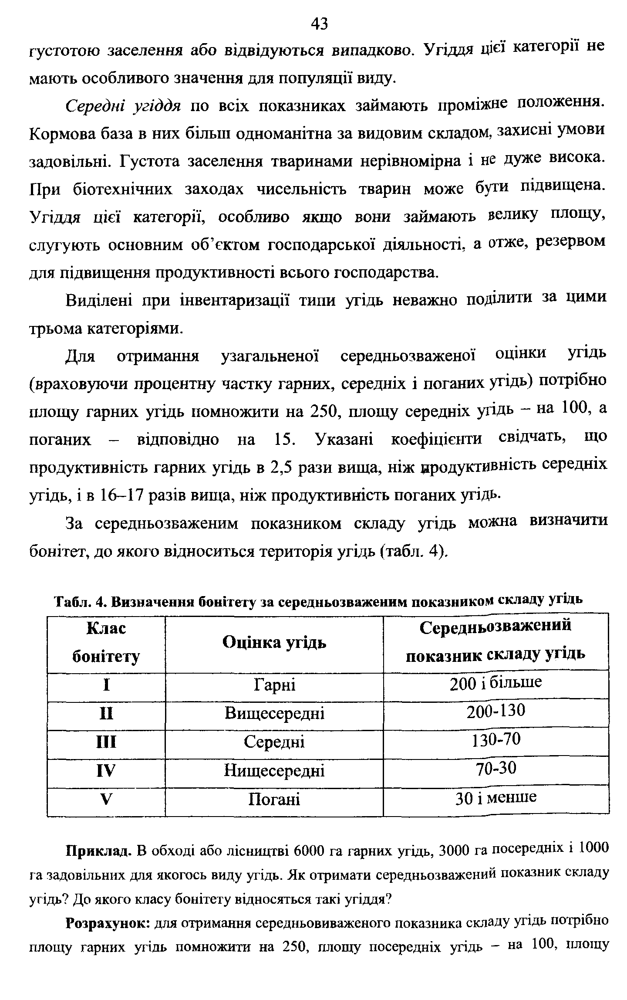 43
густотою заселення або відвідуються випадково. Угіддя цієї категорії не
мають особливого значення для популяції виду.
Середні угіддя по всіх показниках займають проміжне положення.
Кормова база в них більш одноманітна за видовим складом, захисні умови
задовільні. Густота заселення тваринами нерівномірна і не дуже висока.
При біотехнічних заходах чисельність тварин може бути підвищена.
Угіддя цієї категорії, особливо якщо вони займають велику площу,
слугують основним об’єктом господарської діяльності, а отже, резервом
для підвищення продуктивності всього господарства.
Виділені при інвентаризації типи угідь неважно поділити за цими
трьома категоріями.
Для отримання узагальненої середньозваженої оцінки угідь
(враховуючи процентну частку гарних, середніх і поганих угідь) потрібно
площу гарних угідь помножити на 250, площу середніх угідь – на 100, а
поганих – відповідно на 15. Указані коефіцієнти свідчать, що
продуктивність гарних угідь в 2,5 рази вища, ніж продуктивність середніх
угідь, і в 16–17 разів вища, ніж продуктивність поганих угідь.
За середньозваженим показником складу угідь можна визначити
бонітет, до якого відноситься територія угідь (табл. 4).
Табл. 4. Визначення бонітету за середньозваженим показником складу угідь
Клас бонітету Оцінка угідь Середньозважений показник складу угідь
I Гарні 200 і більше
II Вищесередні 200-130
III Середні 130-70
IV Нищесередні 70-30
V Погані 30 і менше
Приклад. В обході або лісництві 6000 га гарних угідь, 3000 га посередніх і 1000
га задовільних для якогось виду угідь. Як отримати середньозважений показник складу
угідь? До якого класу бонітету відносяться такі угіддя?
Розрахунок: для отримання середньовиваженого показника складу угідь потрібно
площу гарних угідь помножити на 250, площу посередніх угідь – на 100, площу